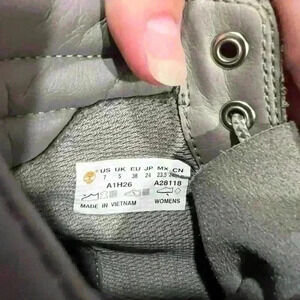 US UK EU JP MX CN
7 5 38 24 23.5
A1H26 A28118
MADE IN VIETNAM WOMENS